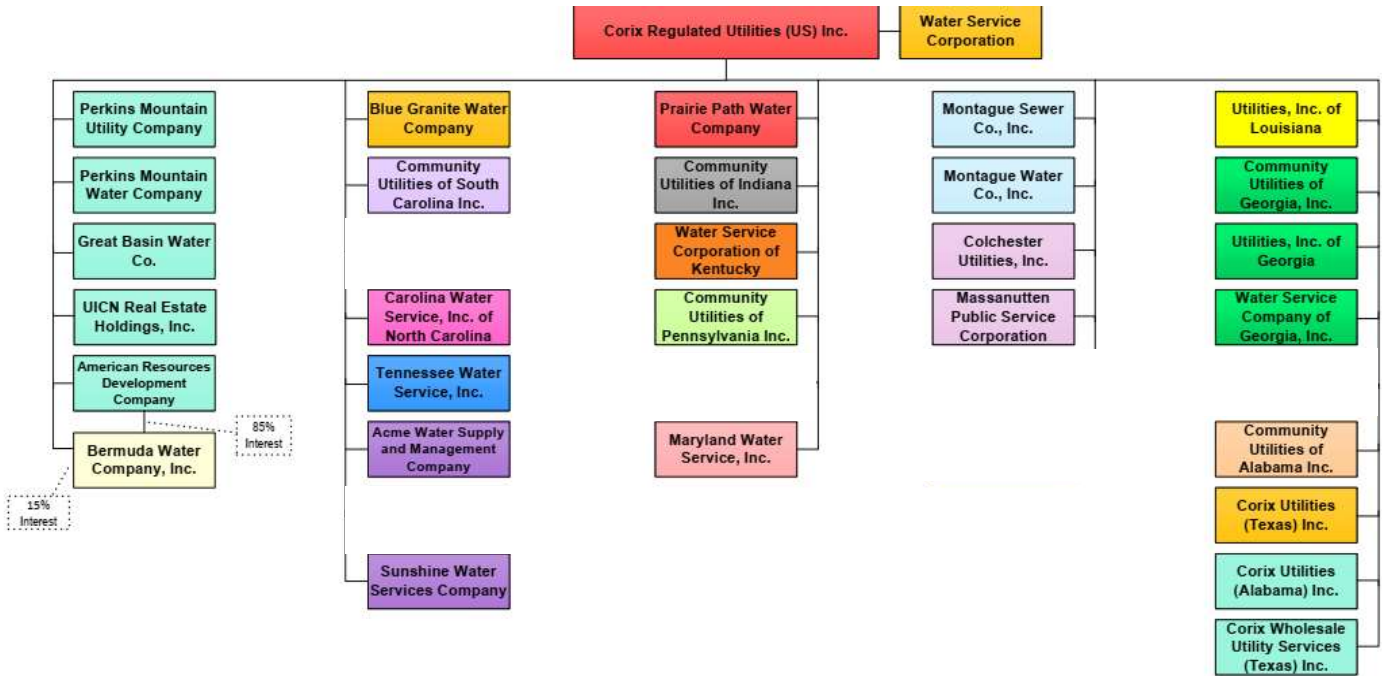 Corix Regulated Utilities (US) Inc.
Water Service
Corporation
Perkins Mountain
Utility Company
Perkins Mountain
Water Company
Great Basin Water
Co.
UICN Real Estate
Holdings, Inc.
American Resources
Development
Company
85%
Interest
Bermuda Water
Company, Inc.
15%
Interest
Blue Granite Water
Company
Community
Utilities of South
Carolina Inc.
Carolina Water
Service, Inc. of
North Carolina
Tennessee Water
Service, Inc.
Acme Water Supply
and Management
Company
Sunshine Water
Services Company
Prairie Path Water
Company
Community
Utilities of Indiana
Inc.
Water Service
Corporation of
Kentucky
Community
Utilities of
Pennsylvania Inc.
Maryland Water
Service, Inc.
Montague Sewer
Co., Inc.
Montague Water
Co., Inc.
Colchester
Utilities, Inc.
Massanutten
Public Service
Corporation
Utilities, Inc. of
Louisiana
Community
Utilities of
Georgia, Inc.
Utilities, Inc. of
Georgia
Water Service
Company of
Georgia, Inc.
Community
Utilities of
Alabama Inc.
Corix Utilities
(Texas) Inc.
Corix Utilities
(Alabama) Inc.
Corix Wholesale
Utility Services
(Texas) Inc.